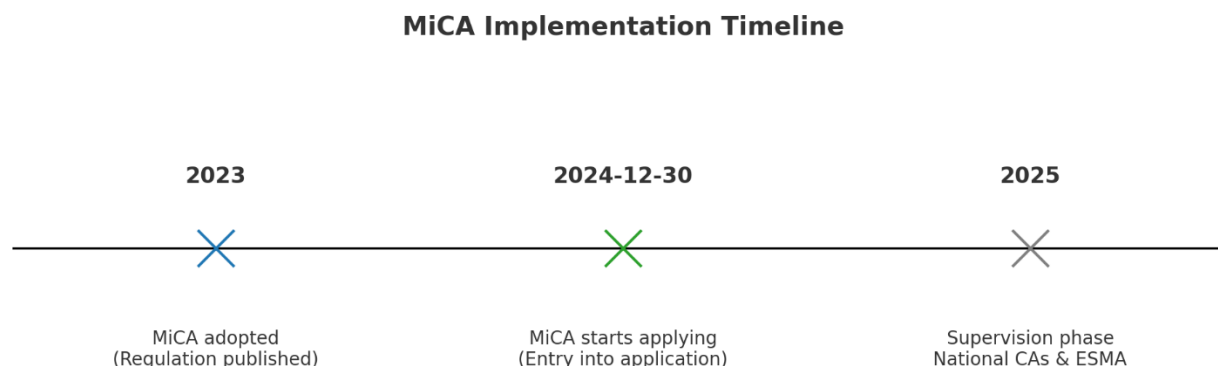 MiCA Implementation Timeline
2023
2024-12-30
2025
MiCA adopted
(Regulation published)
MiCA starts applying
(Entry into application)
Supervision phase
National CAs & ESMA